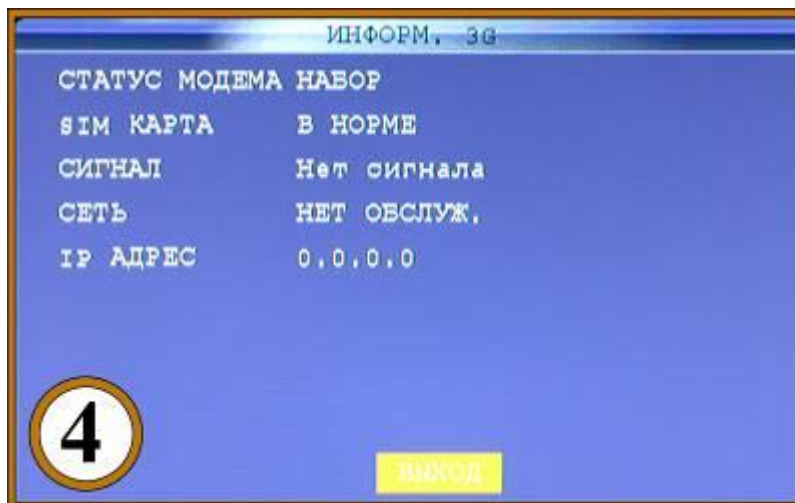 ИНФОРМ. 3G
СТАТУС МОДЕМА НАБОР
SIM КАРТА В НОРМЕ
СИГНАЛ Нет сигнала
СЕТЬ НЕТ ОБСЛУЖ.
IP АДРЕС 0.0.0.0
4
ВЫХОД